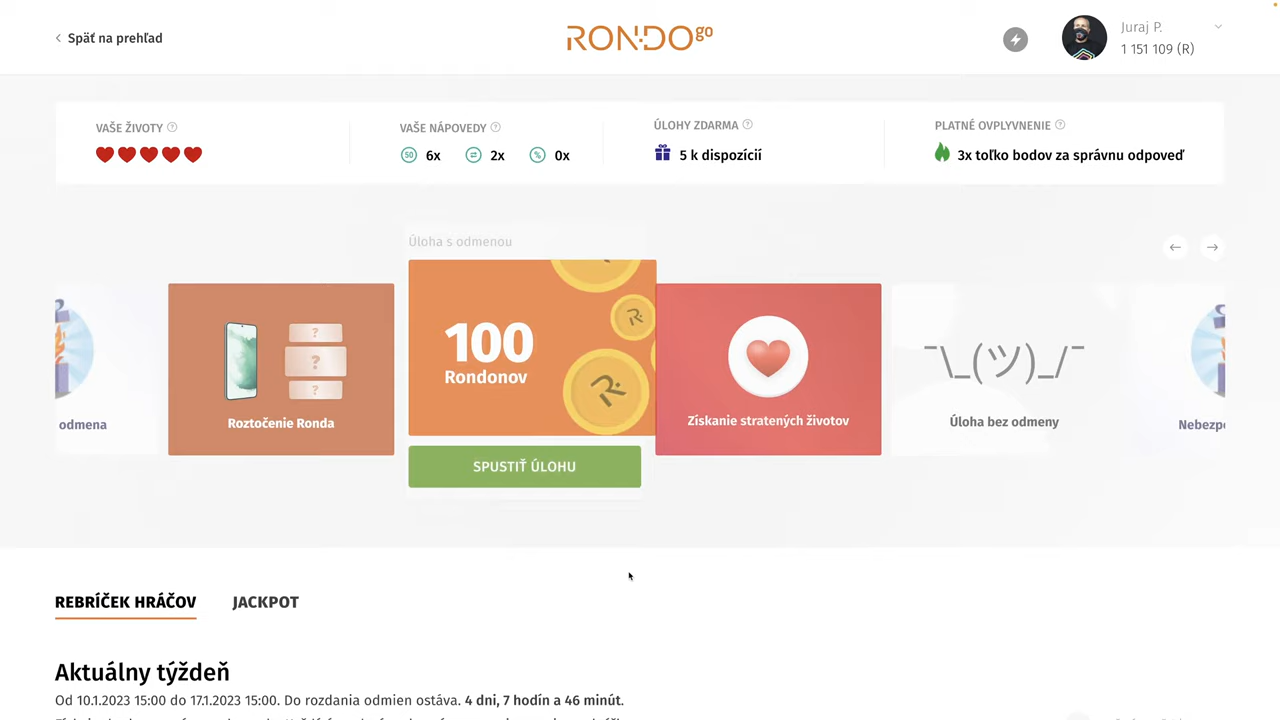 Späť na prehľad
RONDO go
Juraj P.
1 151 109 (R)
VAŠE ŽIVOTY ?
VAŠE NÁPOVEDY ?
50 6x
2x
% 0x
ÚLOHY ZDARMA ?
5 k dispozícií
PLATNÉ OVPLYVNENIE ?
3x toľko bodov za správnu odpoveď
Úloha s odmenou
← →
odmena
? ? ?
Roztočenie Ronda
100
Rondonov
SPUSTIŤ ÚLOHU
Získanie stratených životov
¯\_(ツ)_/¯
Úloha bez odmeny
REBRÍČEK HRÁČOV
JACKPOT
Aktuálny týždeň
Od 10.1.2023 15:00 do 17.1.2023 15:00. Do rozdania odmien ostáva. 4 dni, 7 hodín a 46 minút.